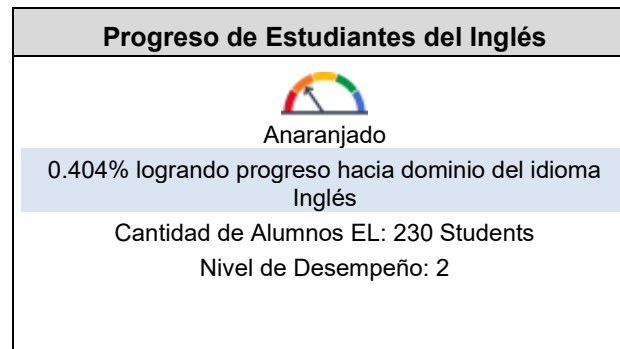 Progreso de Estudiantes del Inglés
Anaranjado
0.404% logrando progreso hacia dominio del idioma
Inglés
Cantidad de Alumnos EL: 230 Students
Nivel de Desempeño: 2